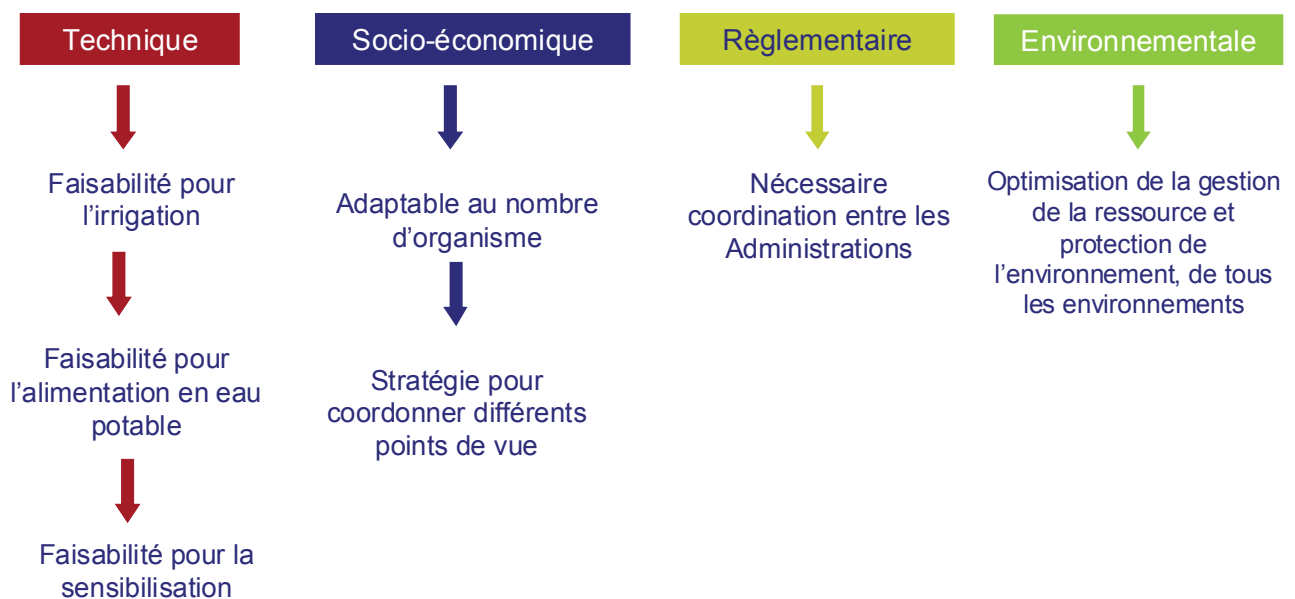 Technique
Faisabilité pour
l'irrigation
Faisabilité pour
l'alimentation en eau
potable
Faisabilité pour la
sensibilisation
Socio-économique
Adaptable au nombre
d'organisme
Stratégie pour
coordonner différents
points de vue
Règlementaire
Nécessaire
coordination entre les
Administrations
Environnementale
Optimisation de la gestion
de la ressource et
protection de
l'environnement, de tous
les environnements